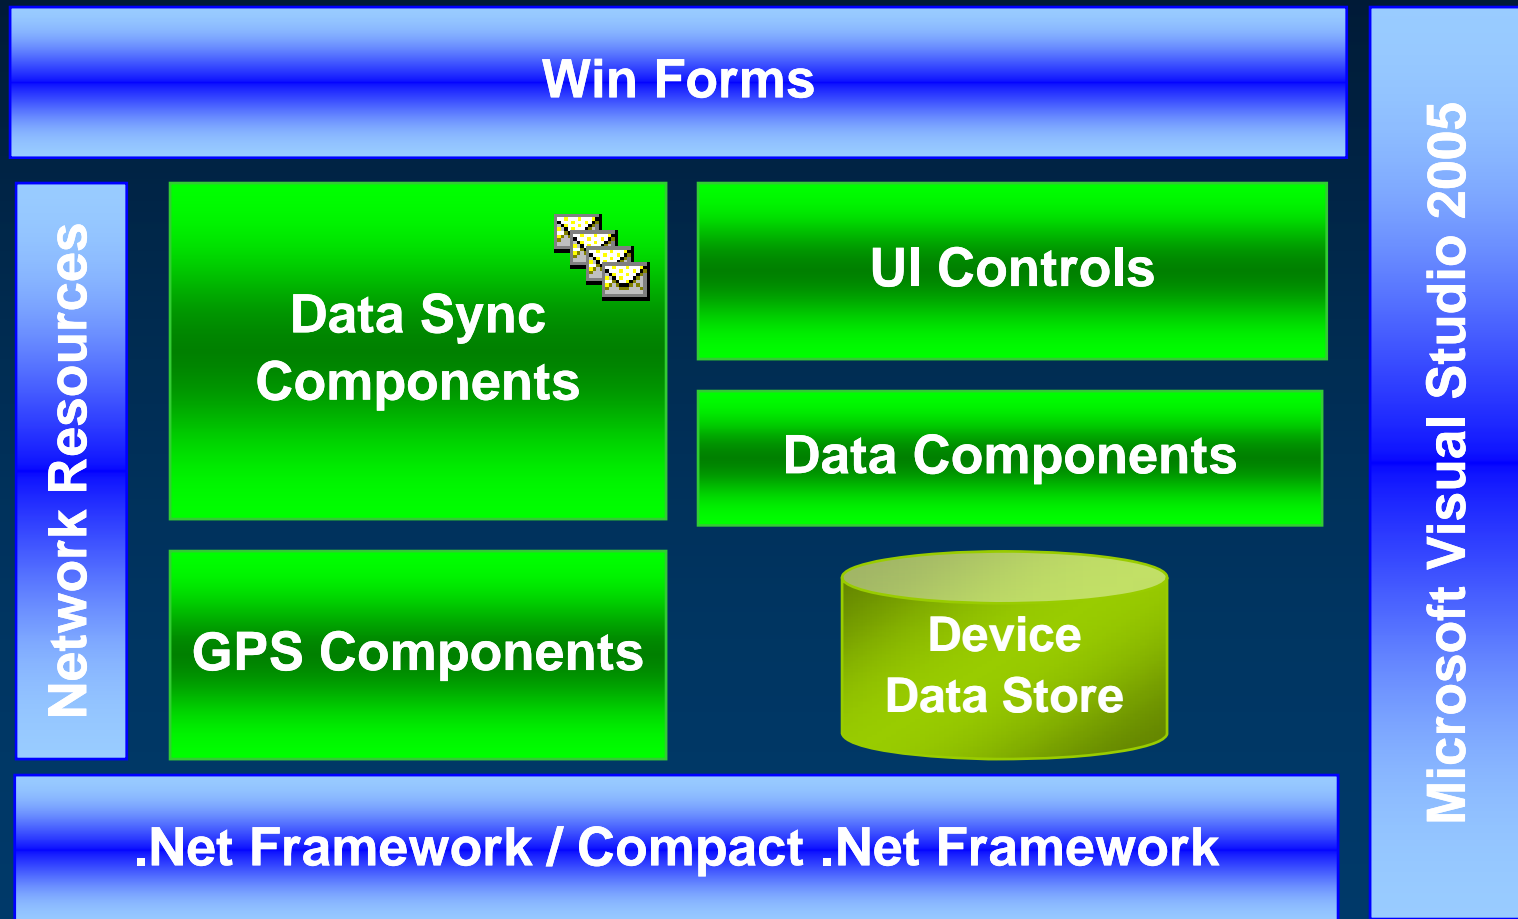 Win Forms
Network Resources
Data Sync
Components
UI Controls
Data Components
GPS Components
Device
Data Store
.Net Framework / Compact .Net Framework
Microsoft Visual Studio 2005